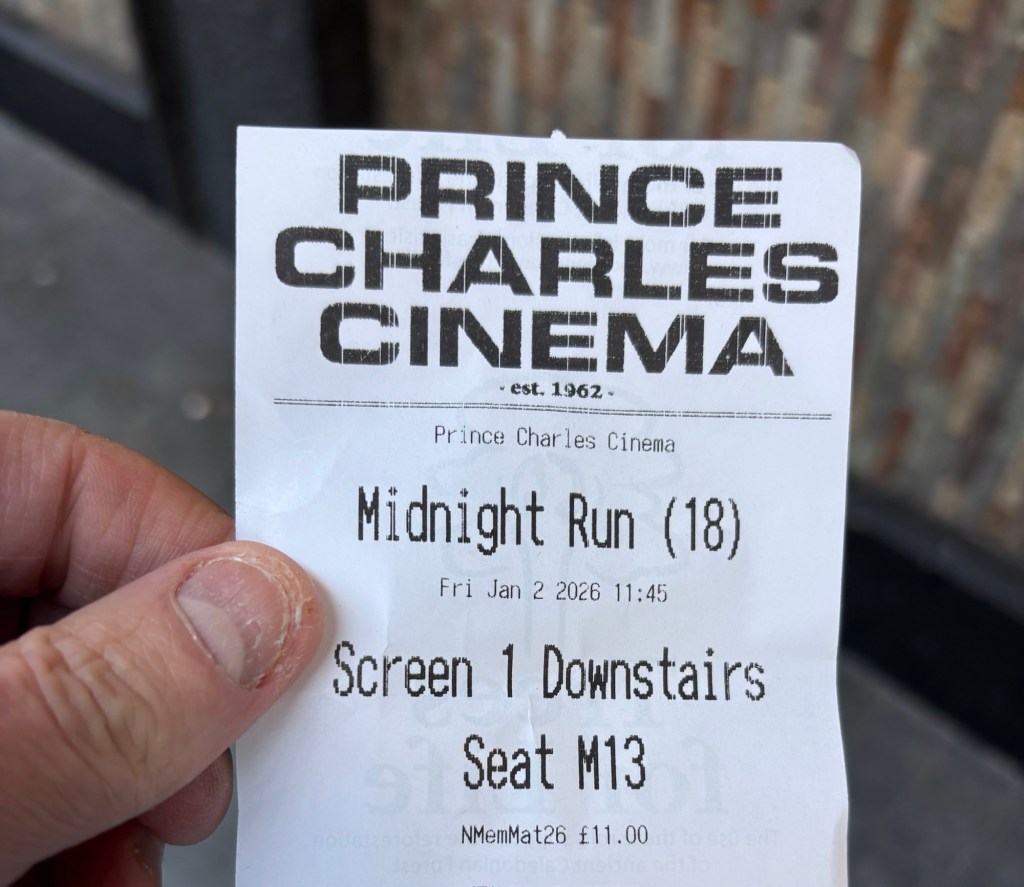 PRINCE
CHARLES
CINEMA
- est. 1962 -
Prince Charles Cinema
Midnight Run (18)
Fri Jan 2 2026 11:45
Screen 1 Downstairs
Seat M13
NMemMat26 £11.00